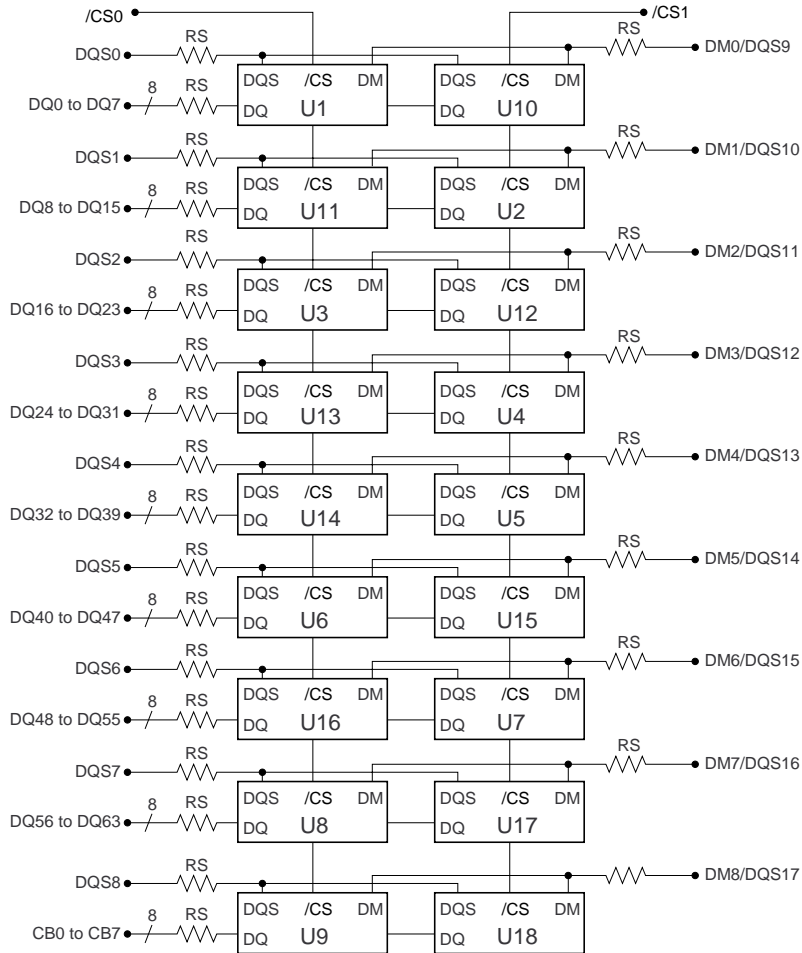 /CS0 /CS1
RS RS
DQS0 DM0/DQS9
8 RS DQS /CS DM DQS /CS DM
DQ0 to DQ7 DQ U1 DQ U10
RS RS
DQS1 DM1/DQS10
8 RS DQS /CS DM DQS /CS DM
DQ8 to DQ15 DQ U11 DQ U2
RS RS
DQS2 DM2/DQS11
8 RS DQS /CS DM DQS /CS DM
DQ16 to DQ23 DQ U3 DQ U12
RS RS
DQS3 DM3/DQS12
8 RS DQS /CS DM DQS /CS DM
DQ24 to DQ31 DQ U13 DQ U4
RS RS
DQS4 DM4/DQS13
8 RS DQS /CS DM DQS /CS DM
DQ32 to DQ39 DQ U14 DQ U5
RS RS
DQS5 DM5/DQS14
8 RS DQS /CS DM DQS /CS DM
DQ40 to DQ47 DQ U6 DQ U15
RS RS
DQS6 DM6/DQS15
8 RS DQS /CS DM DQS /CS DM
DQ48 to DQ55 DQ U16 DQ U7
RS RS
DQS7 DM7/DQS16
8 RS DQS /CS DM DQS /CS DM
DQ56 to DQ63 DQ U8 DQ U17
RS
DQS8 DM8/DQS17
8 RS DQS /CS DM DQS /CS DM
CB0 to CB7 DQ U9 DQ U18